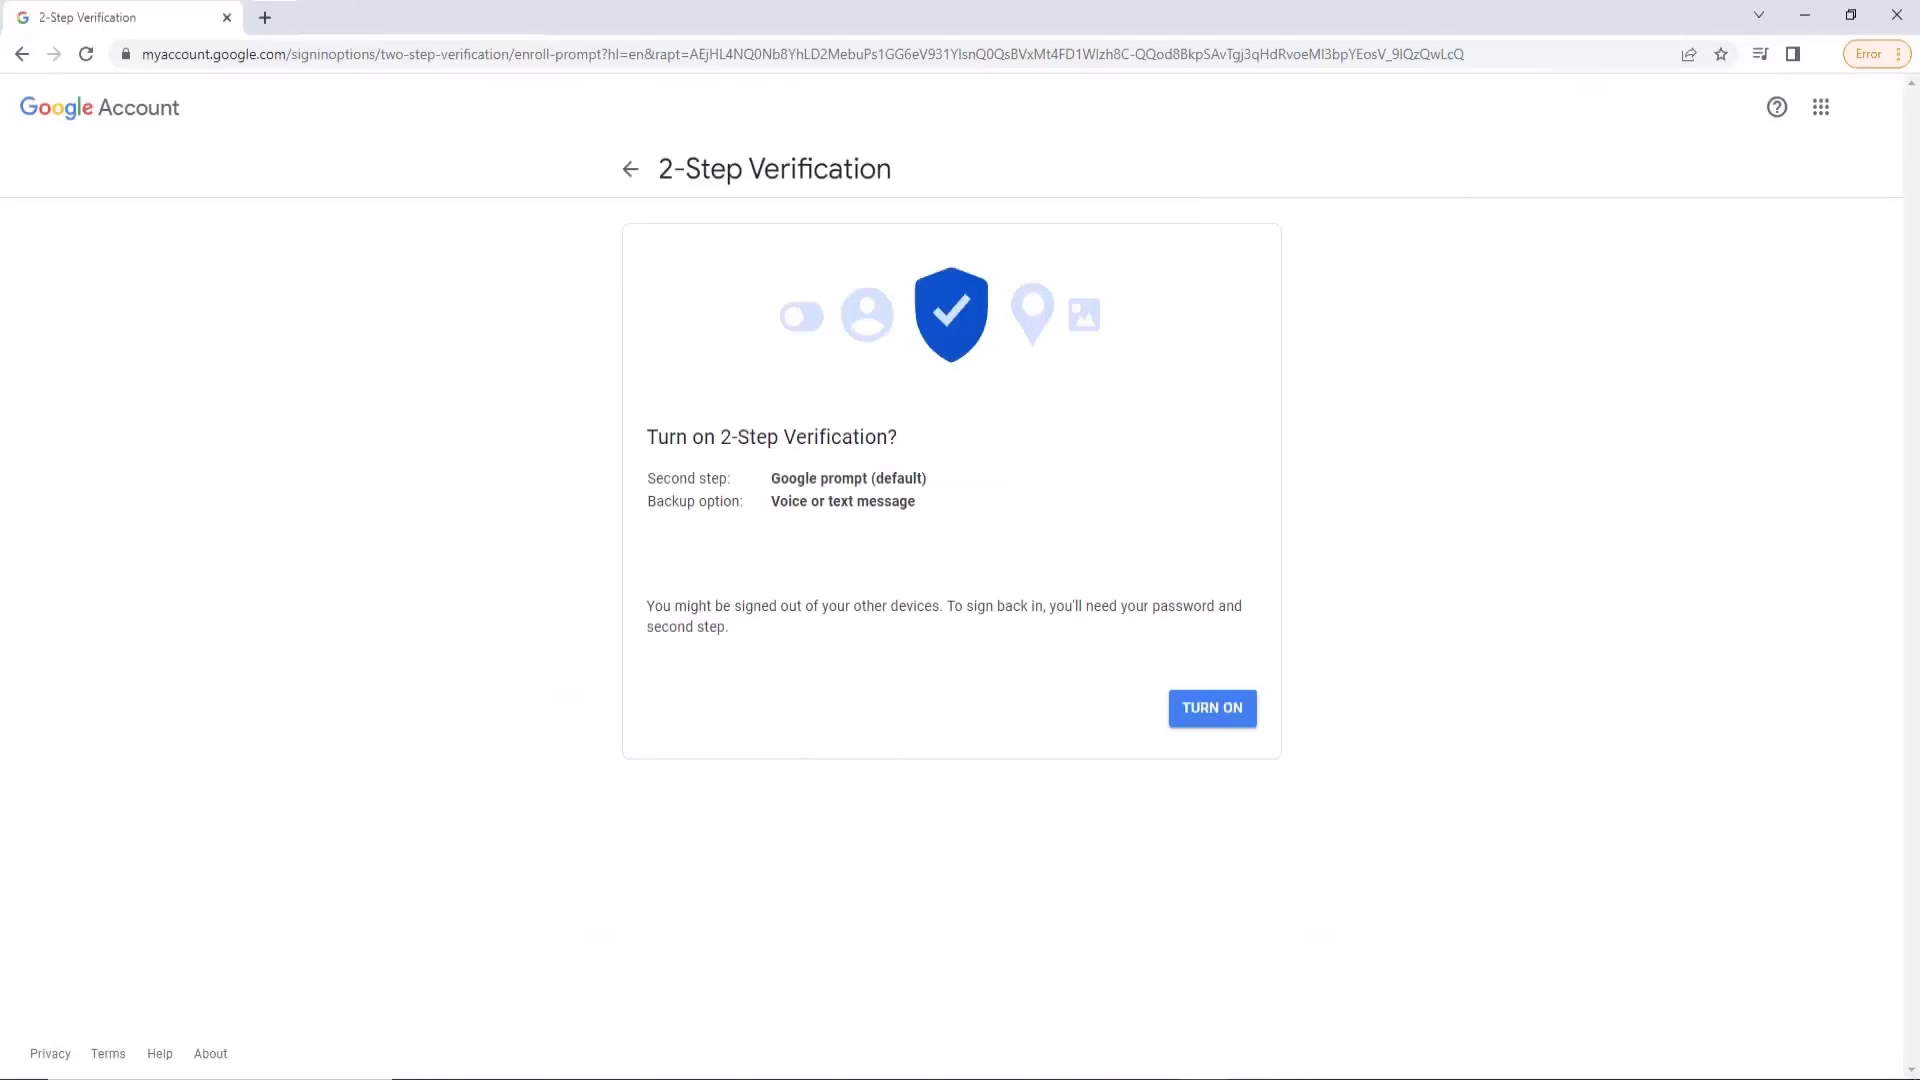 2-Step Verification
myaccount.google.com/signinoptions/two-step-verification/enroll-prompt?hl=en&rapt=AEjHL4NQ0Nb8YhLD2MebuPs1GG6eV931YIsnQ0QsBVxMt4FD1WIzh8C-QQod8BkpSAvTgj3qHdRvoeMI3bpYEosV_9IQzQwLcQ
Error
Google Account
2-Step Verification
Turn on 2-Step Verification?
Second step: Google prompt (default)
Backup option: Voice or text message
You might be signed out of your other devices. To sign back in, you'll need your password and
second step.
TURN ON
Privacy Terms Help About